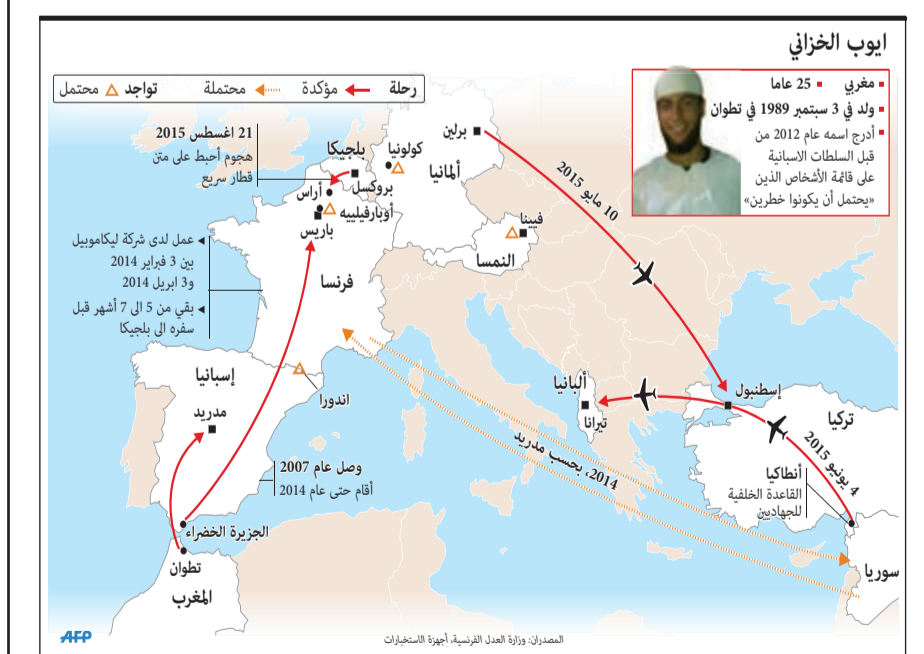 ايوب الخزاني
مغربي ▪ 25 عاما
ولد في 3 سبتمبر 1989 في تطوان
أدرج اسمه عام 2012 من
قبل السلطات الاسبانية
على قائمة الأشخاص الذين
«يحتمل أن يكونوا خطرين»
رحلة مؤكدة محتملة تواجد محتمل
21 اغسطس 2015
هجوم أحبط على متن
قطار سريع
بلجيكا
بروكسل
كولونيا
ألمانيا
برلين
10 مايو 2015
أراس
أوبارفيلييه
باريس
فيينا
النمسا
فرنسا
عمل لدى شركة ليكاموبيل
بين 3 فبراير 2014
و3 ابريل 2014
بقي من 5 الى 7 أشهر قبل
سفره الى بلجيكا
إسبانيا
مدريد
اندورا
ألبانيا
تيرانا
إسطنبول
تركيا
4 يونيو 2015
أنطاكيا
القاعدة الخلفية
للجهاديين
2014، بحسب مدريد
وصل عام 2007
أقام حتى عام 2014
الجزيرة الخضراء
تطوان
المغرب
سوريا
المصدران: وزارة العدل الفرنسية، أجهزة الاستخبارات
AFP